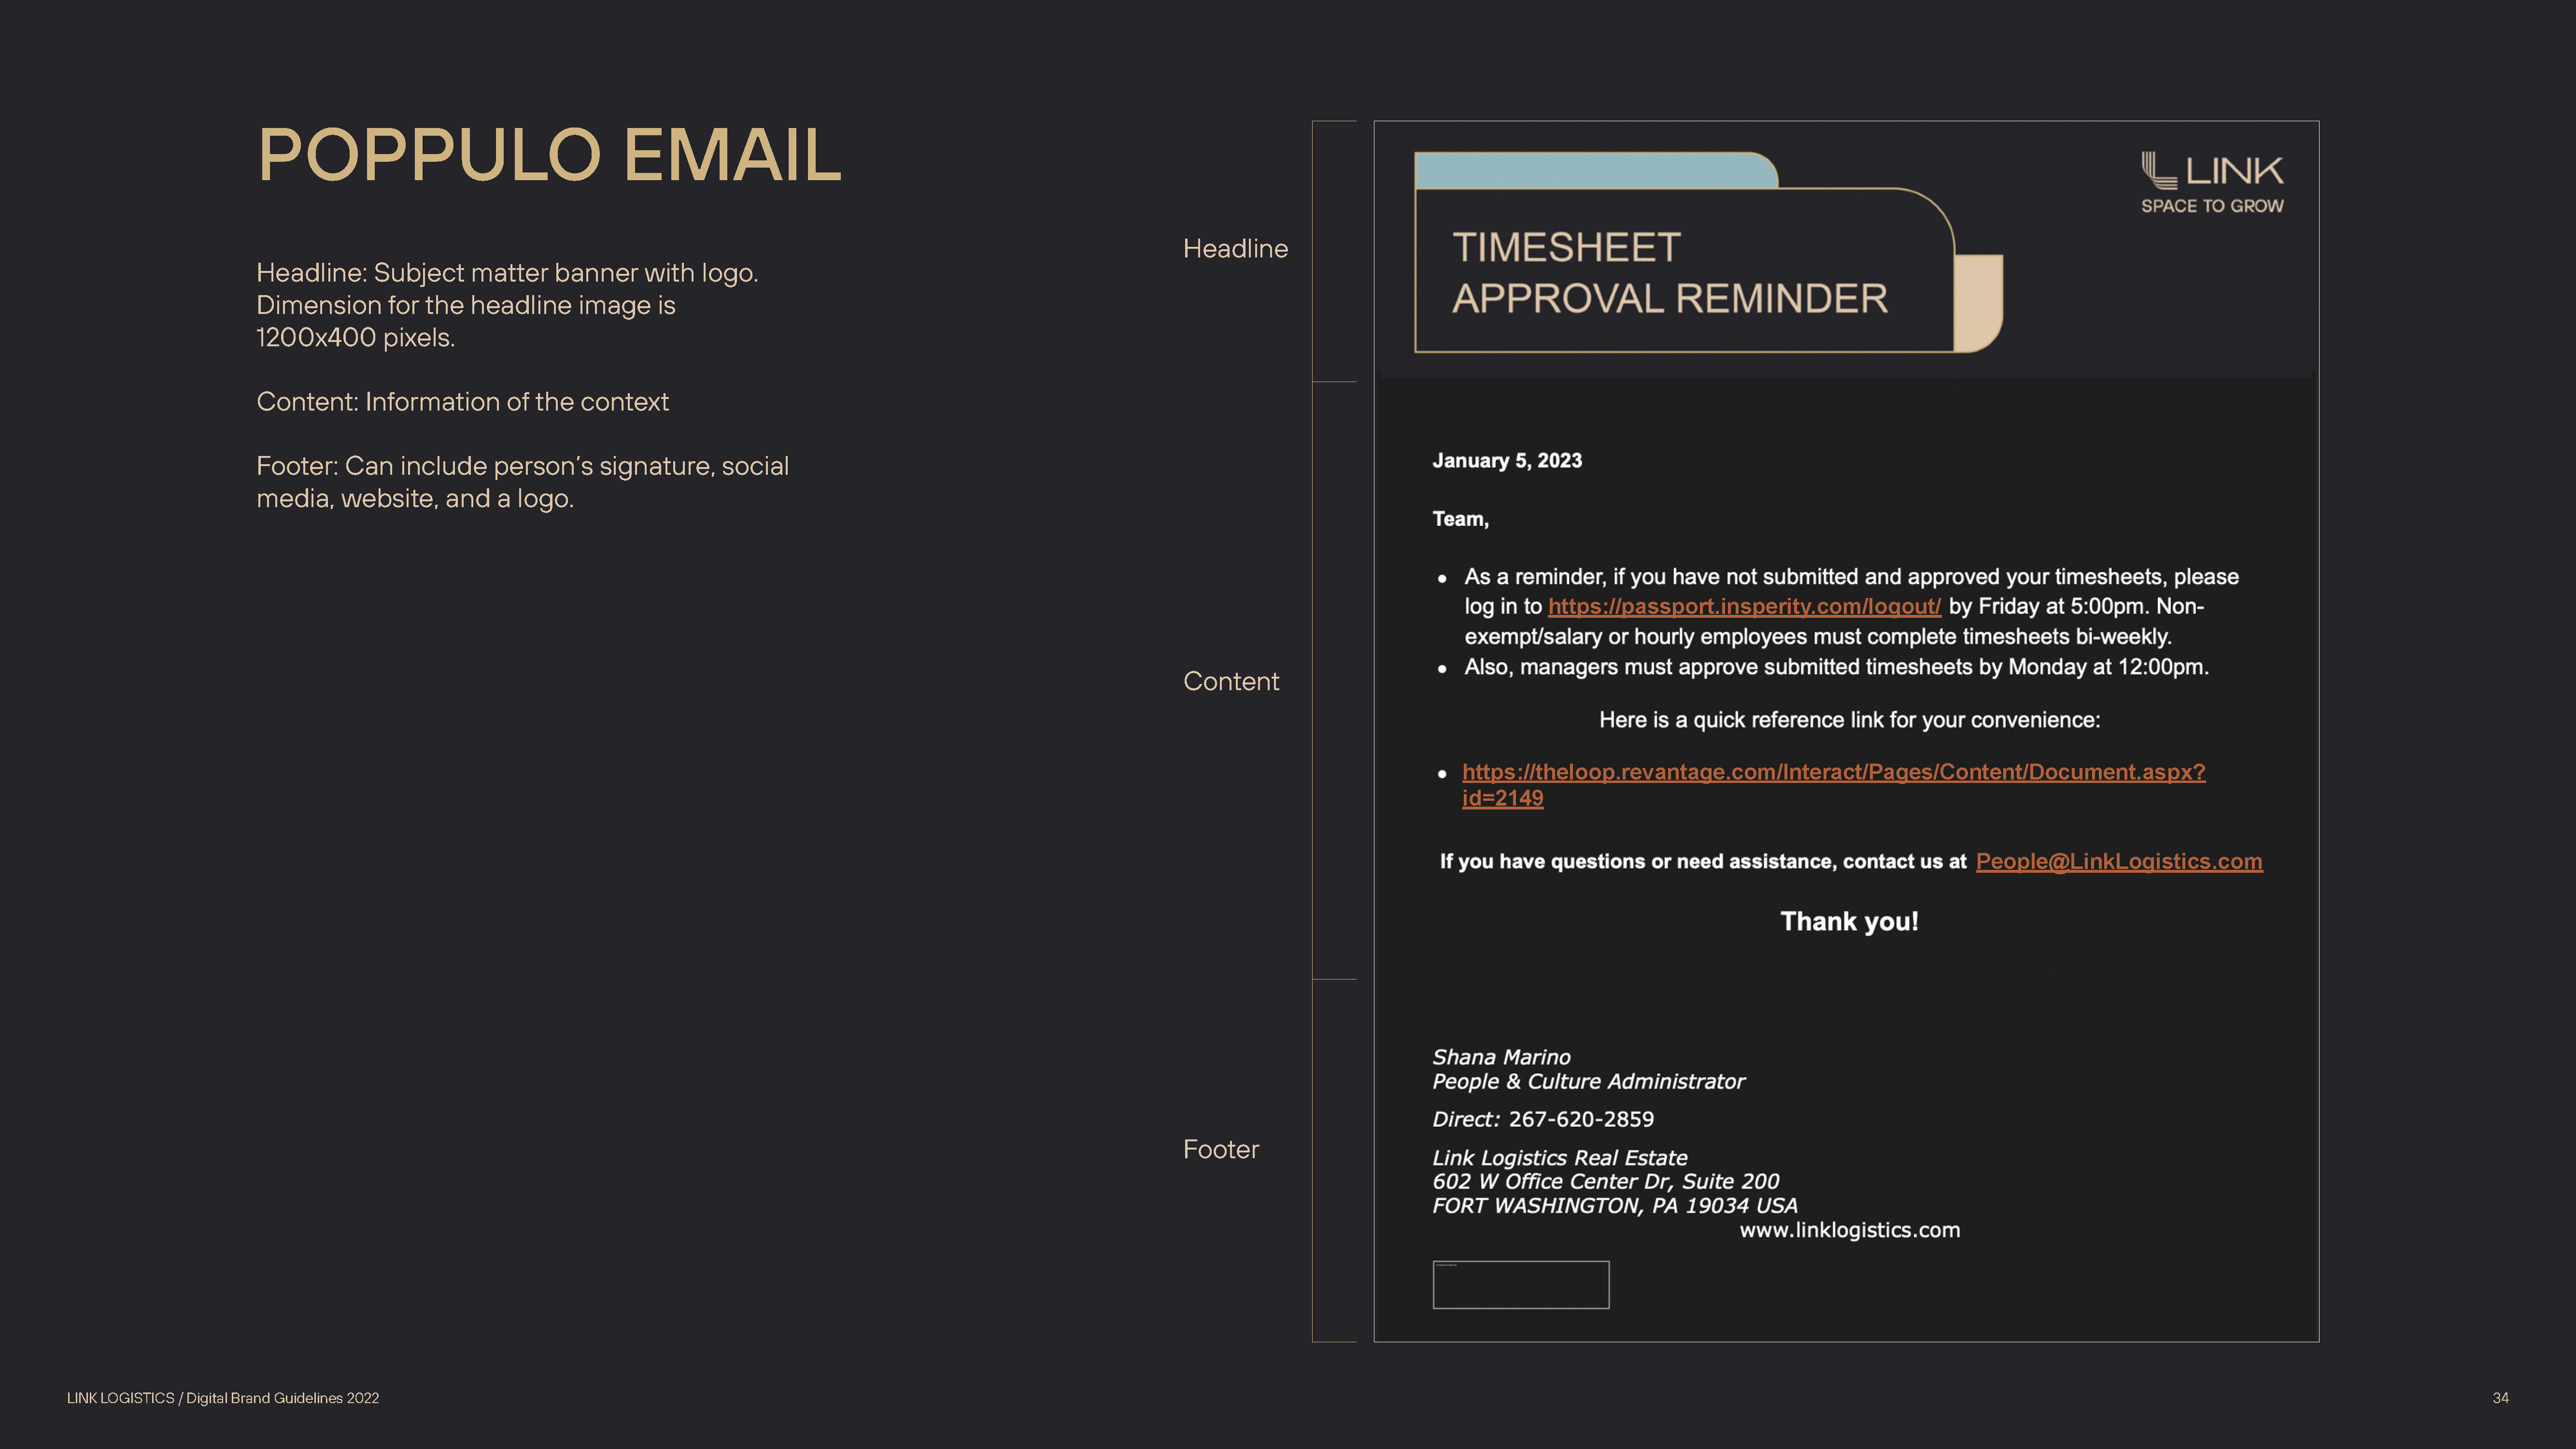 POPPULO EMAIL
Headline: Subject matter banner with logo.
Dimension for the headline image is
1200x400 pixels.
Content: Information of the context
Footer: Can include person's signature, social
media, website, and a logo.
Headline
Content
Footer
LINK
SPACE TO GROW
TIMESHEET
APPROVAL REMINDER
January 5, 2023
Team,
• As a reminder, if you have not submitted and approved your timesheets, please
log in to https://passport.insperity.com/logout/ by Friday at 5:00pm. Non-
exempt/salary or hourly employees must complete timesheets bi-weekly.
• Also, managers must approve submitted timesheets by Monday at 12:00pm.
Here is a quick reference link for your convenience:
• https://theloop.revantage.com/Interact/Pages/Content/Document.aspx?
id=2149
If you have questions or need assistance, contact us at People@LinkLogistics.com
Thank you!
Shana Marino
People & Culture Administrator
Direct: 267-620-2859
Link Logistics Real Estate
602 W Office Center Dr, Suite 200
FORT WASHINGTON, PA 19034 USA
www.linklogistics.com
LINK LOGISTICS / Digital Brand Guidelines 2022
34